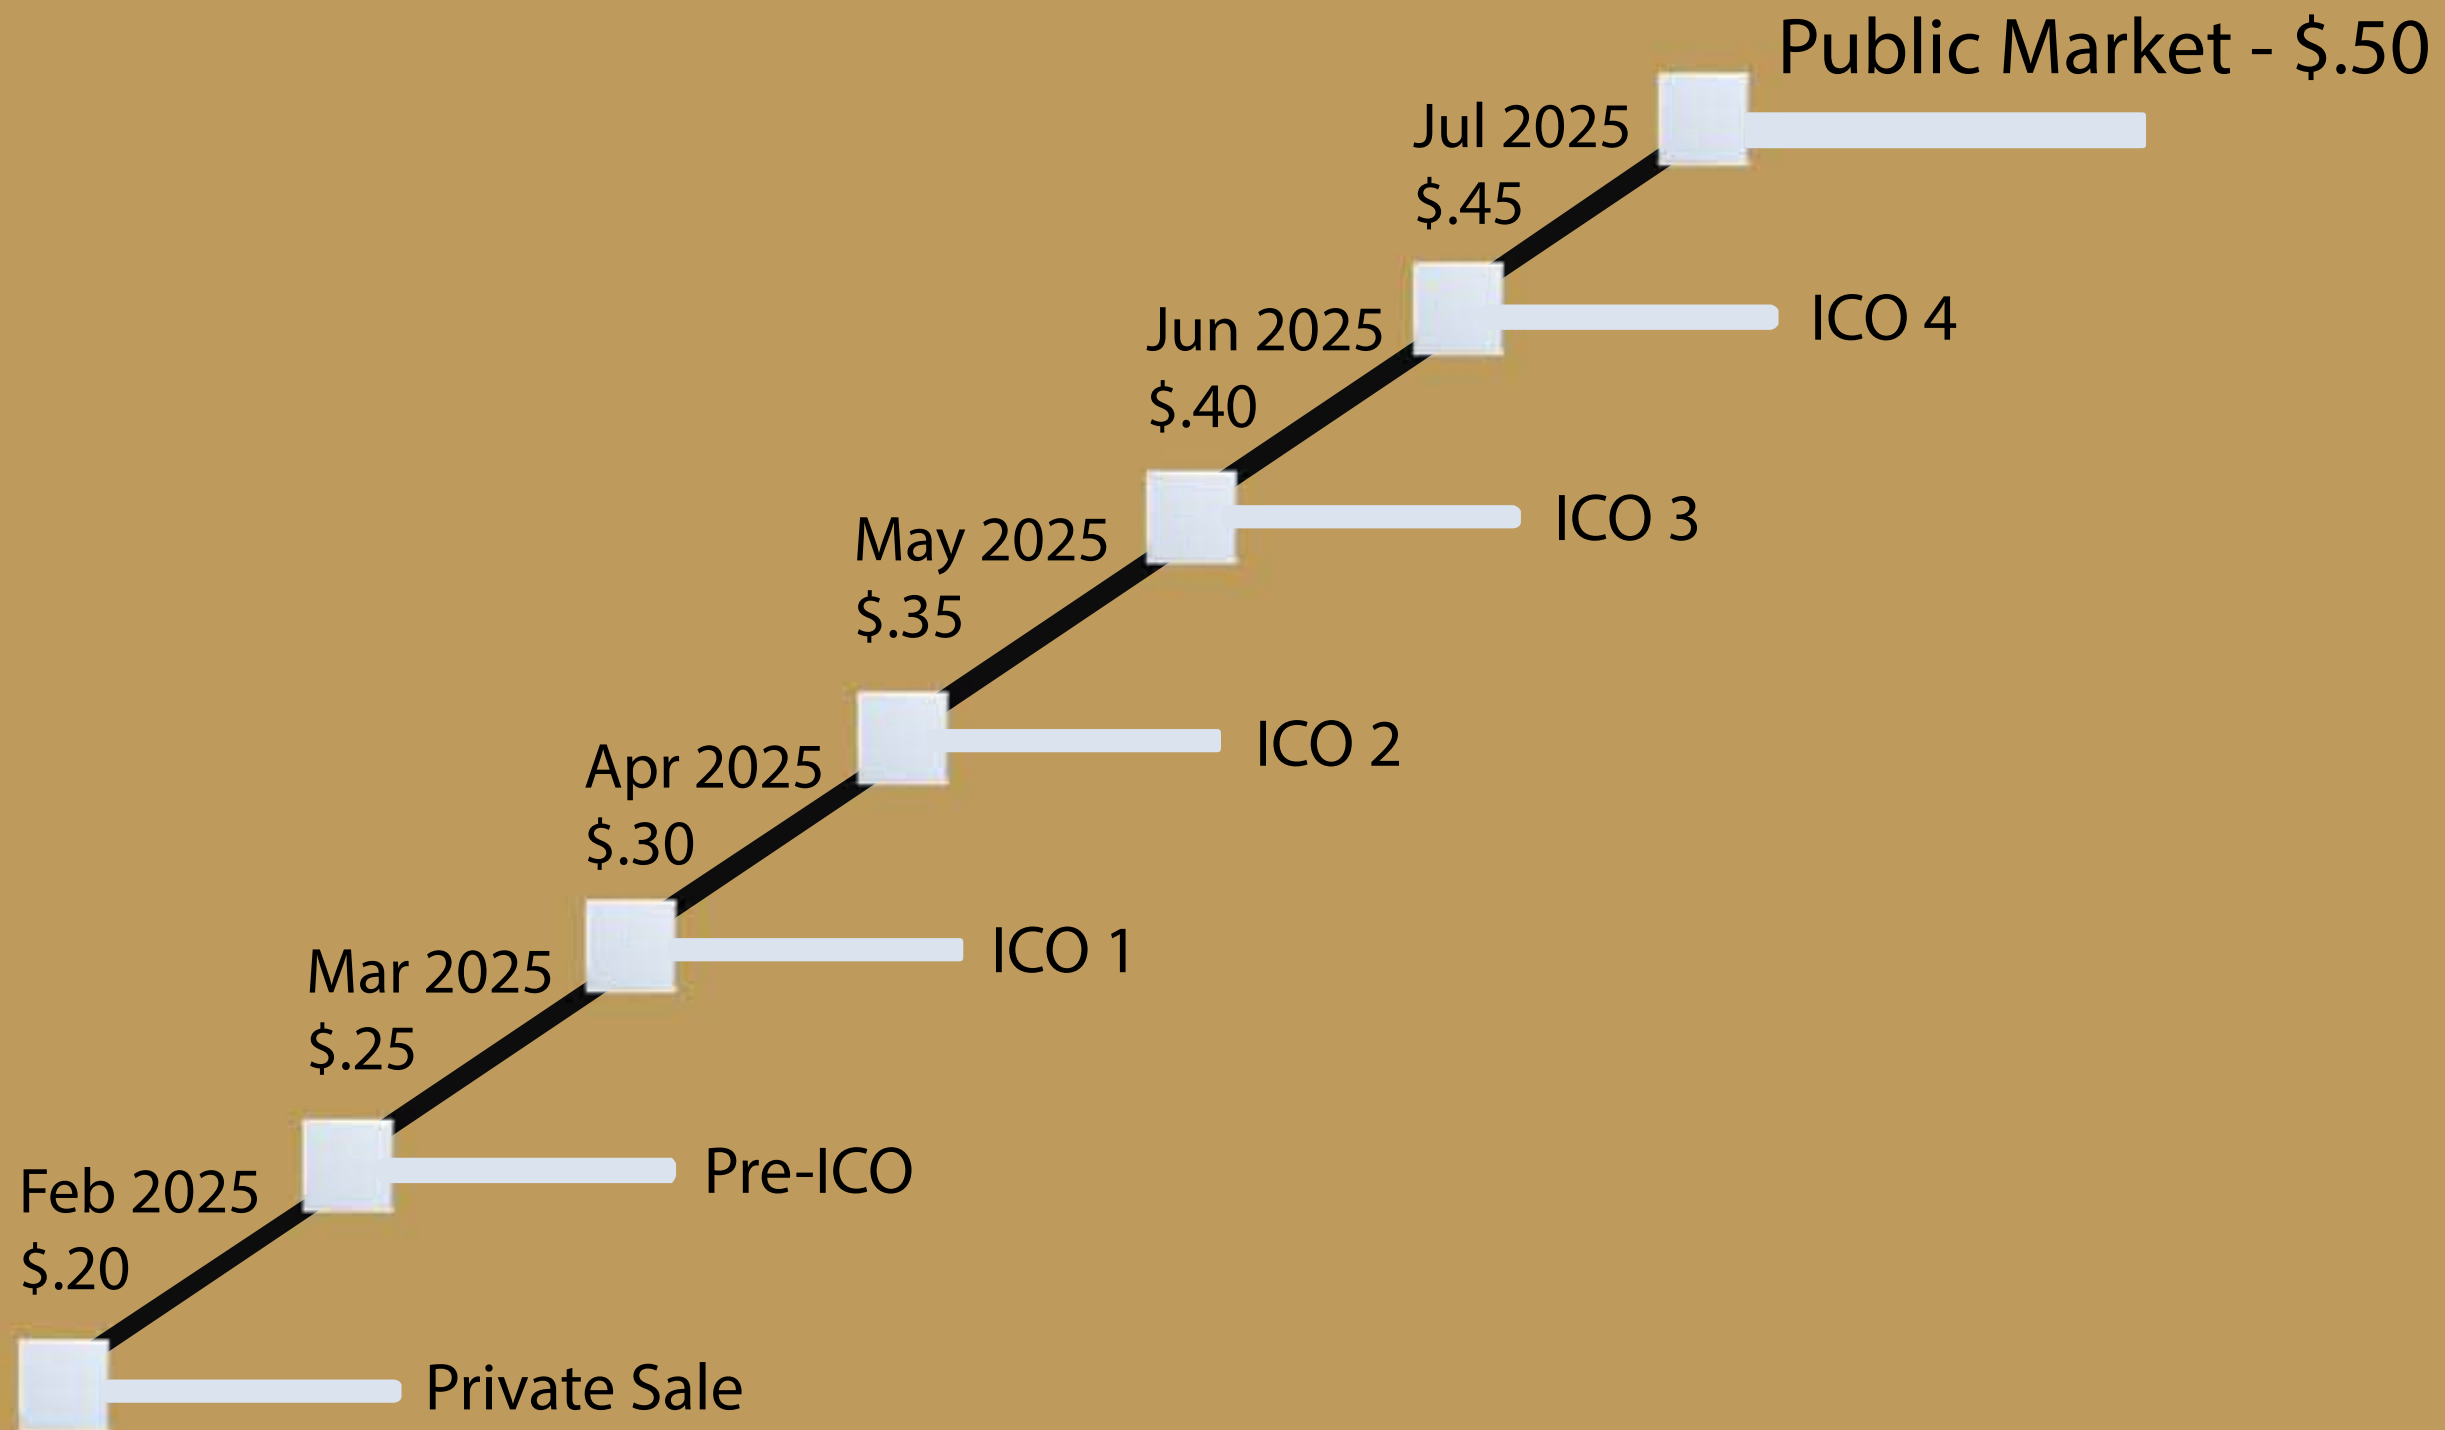 Public Market - $.50
Jul 2025
$.45
ICO 4
Jun 2025
$.40
ICO 3
May 2025
$.35
ICO 2
Apr 2025
$.30
ICO 1
Mar 2025
$.25
Pre-ICO
Feb 2025
$.20
Private Sale